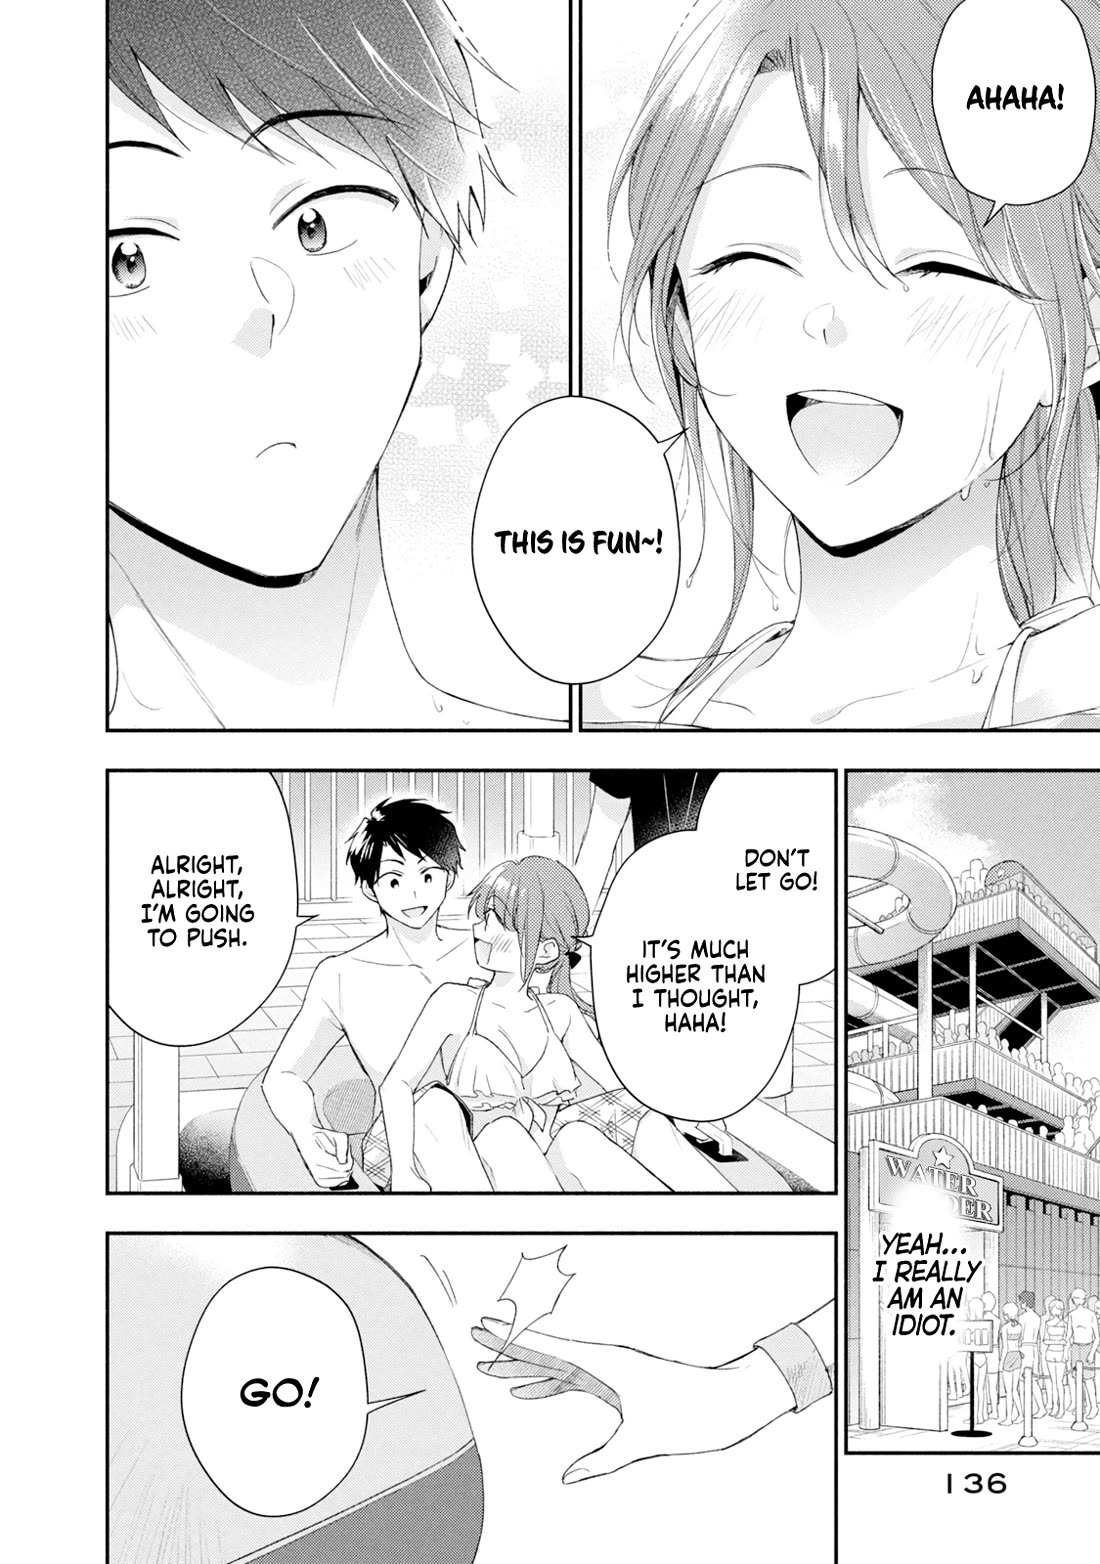 AHAHA!
THIS IS FUN~!
WATER
DER
YEAH...
I REALLY
AM AN
IDIOT.
DON'T
LET GO!
IT'S MUCH
HIGHER THAN
I THOUGHT,
HAHA!
ALRIGHT,
ALRIGHT,
I'M GOING
TO PUSH.
GO!
136